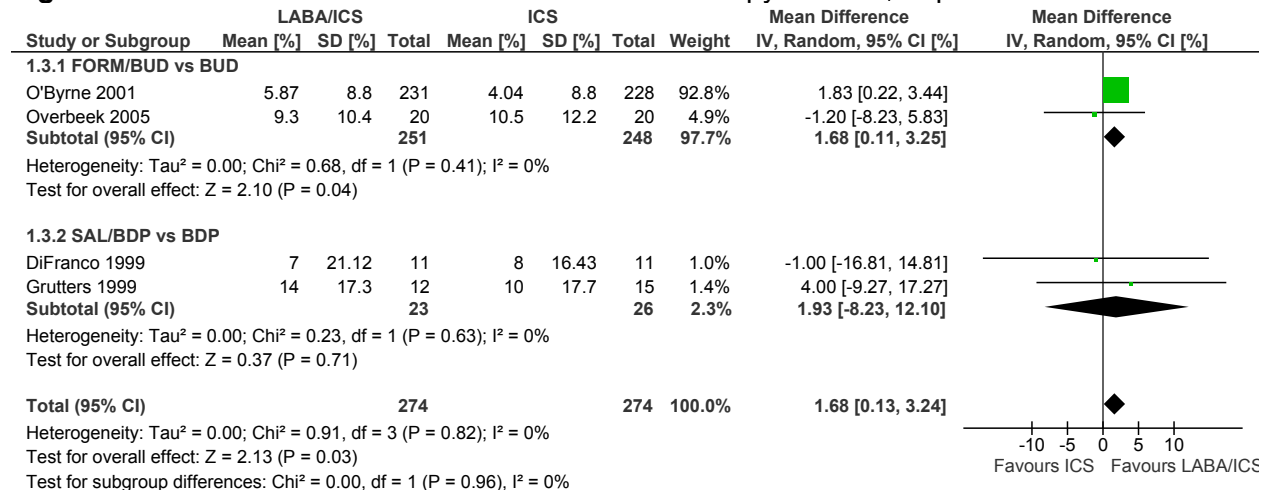 LABA/ICS ICS Mean Difference Mean Difference
Study or Subgroup Mean [%] SD [%] Total Mean [%] SD [%] Total Weight IV, Random, 95% CI [%] IV, Random, 95% CI [%]
1.3.1 FORM/BUD vs BUD
O'Byrne 2001 5.87 8.8 231 4.04 8.8 228 92.8% 1.83 [0.22, 3.44]
Overbeek 2005 9.3 10.4 20 10.5 12.2 20 4.9% -1.20 [-8.23, 5.83]
Subtotal (95% CI) 251 248 97.7% 1.68 [0.11, 3.25]
Heterogeneity: Tau² = 0.00; Chi² = 0.68, df = 1 (P = 0.41); I² = 0%
Test for overall effect: Z = 2.10 (P = 0.04)
1.3.2 SAL/BDP vs BDP
DiFranco 1999 7 21.12 11 8 16.43 11 1.0% -1.00 [-16.81, 14.81]
Grutters 1999 14 17.3 12 10 17.7 15 1.4% 4.00 [-9.27, 17.27]
Subtotal (95% CI) 23 26 2.3% 1.93 [-8.23, 12.10]
Heterogeneity: Tau² = 0.00; Chi² = 0.23, df = 1 (P = 0.63); I² = 0%
Test for overall effect: Z = 0.37 (P = 0.71)
Total (95% CI) 274 274 100.0% 1.68 [0.13, 3.24]
Heterogeneity: Tau² = 0.00; Chi² = 0.91, df = 3 (P = 0.82); I² = 0%
Test for overall effect: Z = 2.13 (P = 0.03)
Test for subgroup differences: Chi² = 0.00, df = 1 (P = 0.96), I² = 0%
-10 -5 0 5 10
Favours ICS Favours LABA/ICS